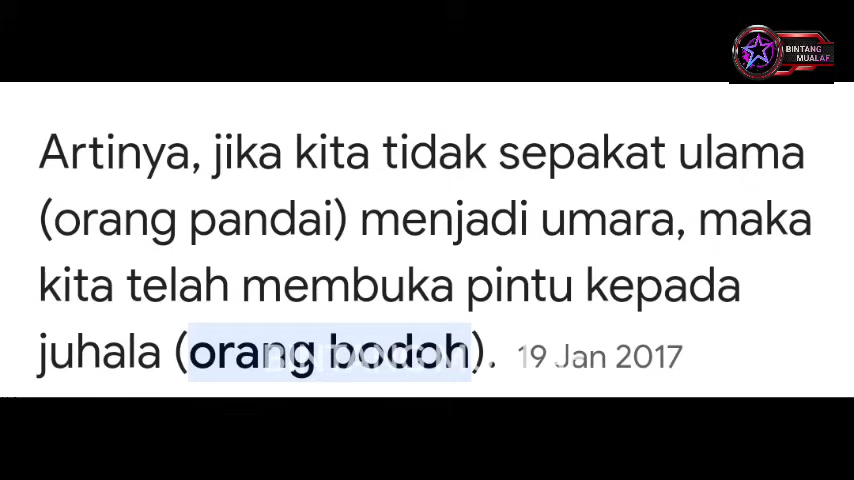 BINTANG
MUALAF
Artinya, jika kita tidak sepakat ulama
(orang pandai) menjadi umara, maka
kita telah membuka pintu kepada
juhala (orang bodoh). 19 Jan 2017
BINTANG